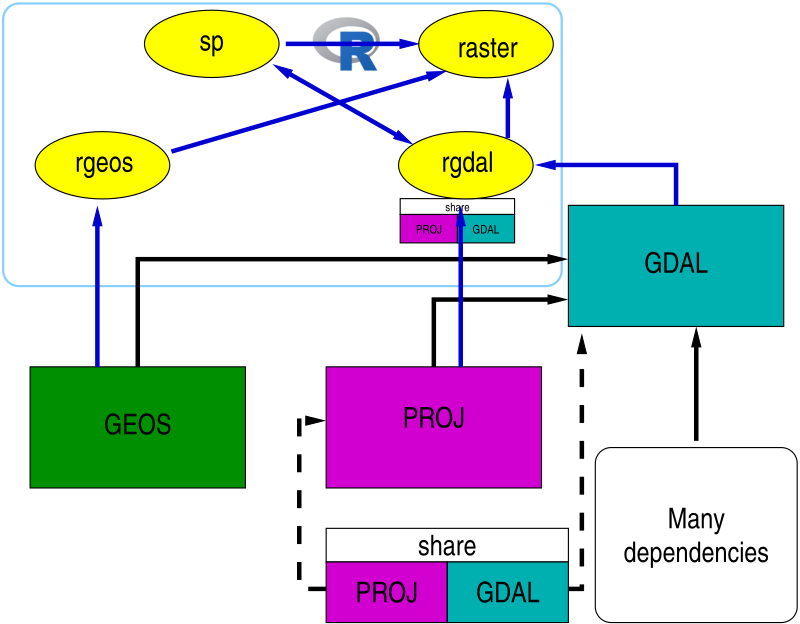 sp
R
raster
rgeos
rgdal
share
PROJ GDAL
GDAL
GEOS
PROJ
Many
dependencies
share
PROJ GDAL